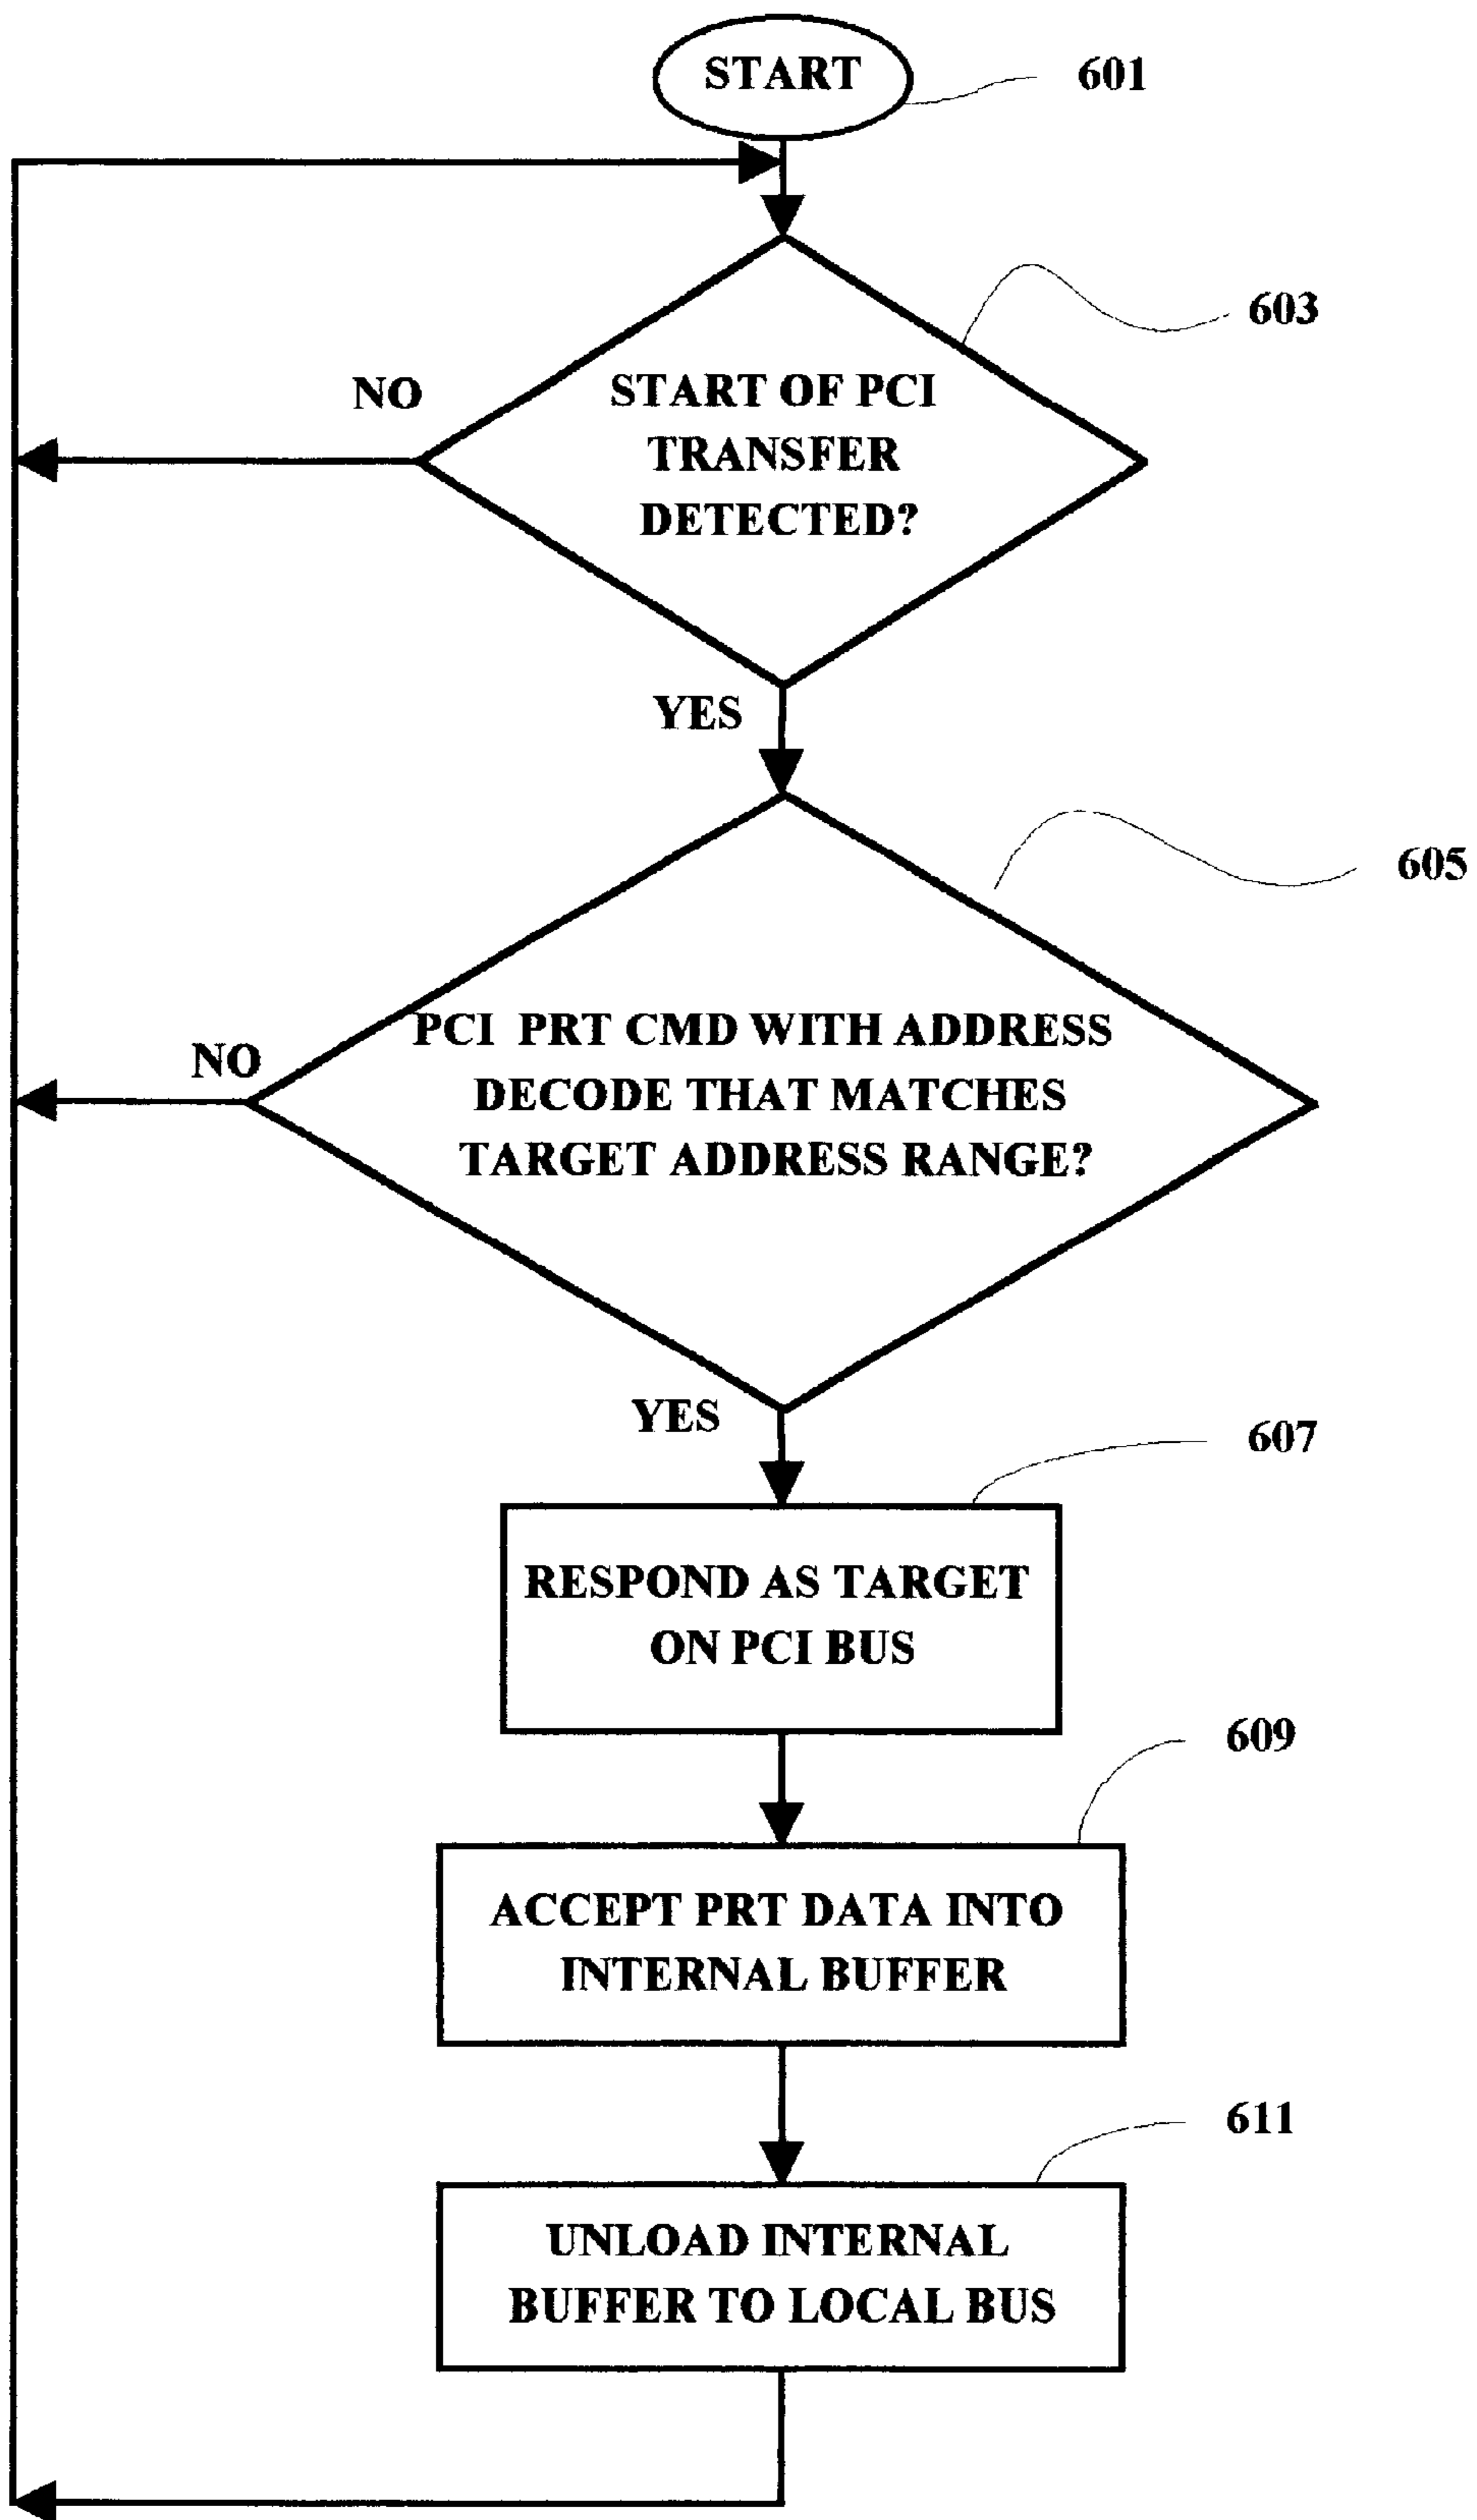 START
601
603
NO
START OF PCI
TRANSFER
DETECTED?
YES
605
NO
PCI PRT CMD WITH ADDRESS
DECODE THAT MATCHES
TARGET ADDRESS RANGE?
YES
607
RESPOND AS TARGET
ON PCI BUS
609
ACCEPT PRT DATA INTO
INTERNAL BUFFER
611
UNLOAD INTERNAL
BUFFER TO LOCAL BUS